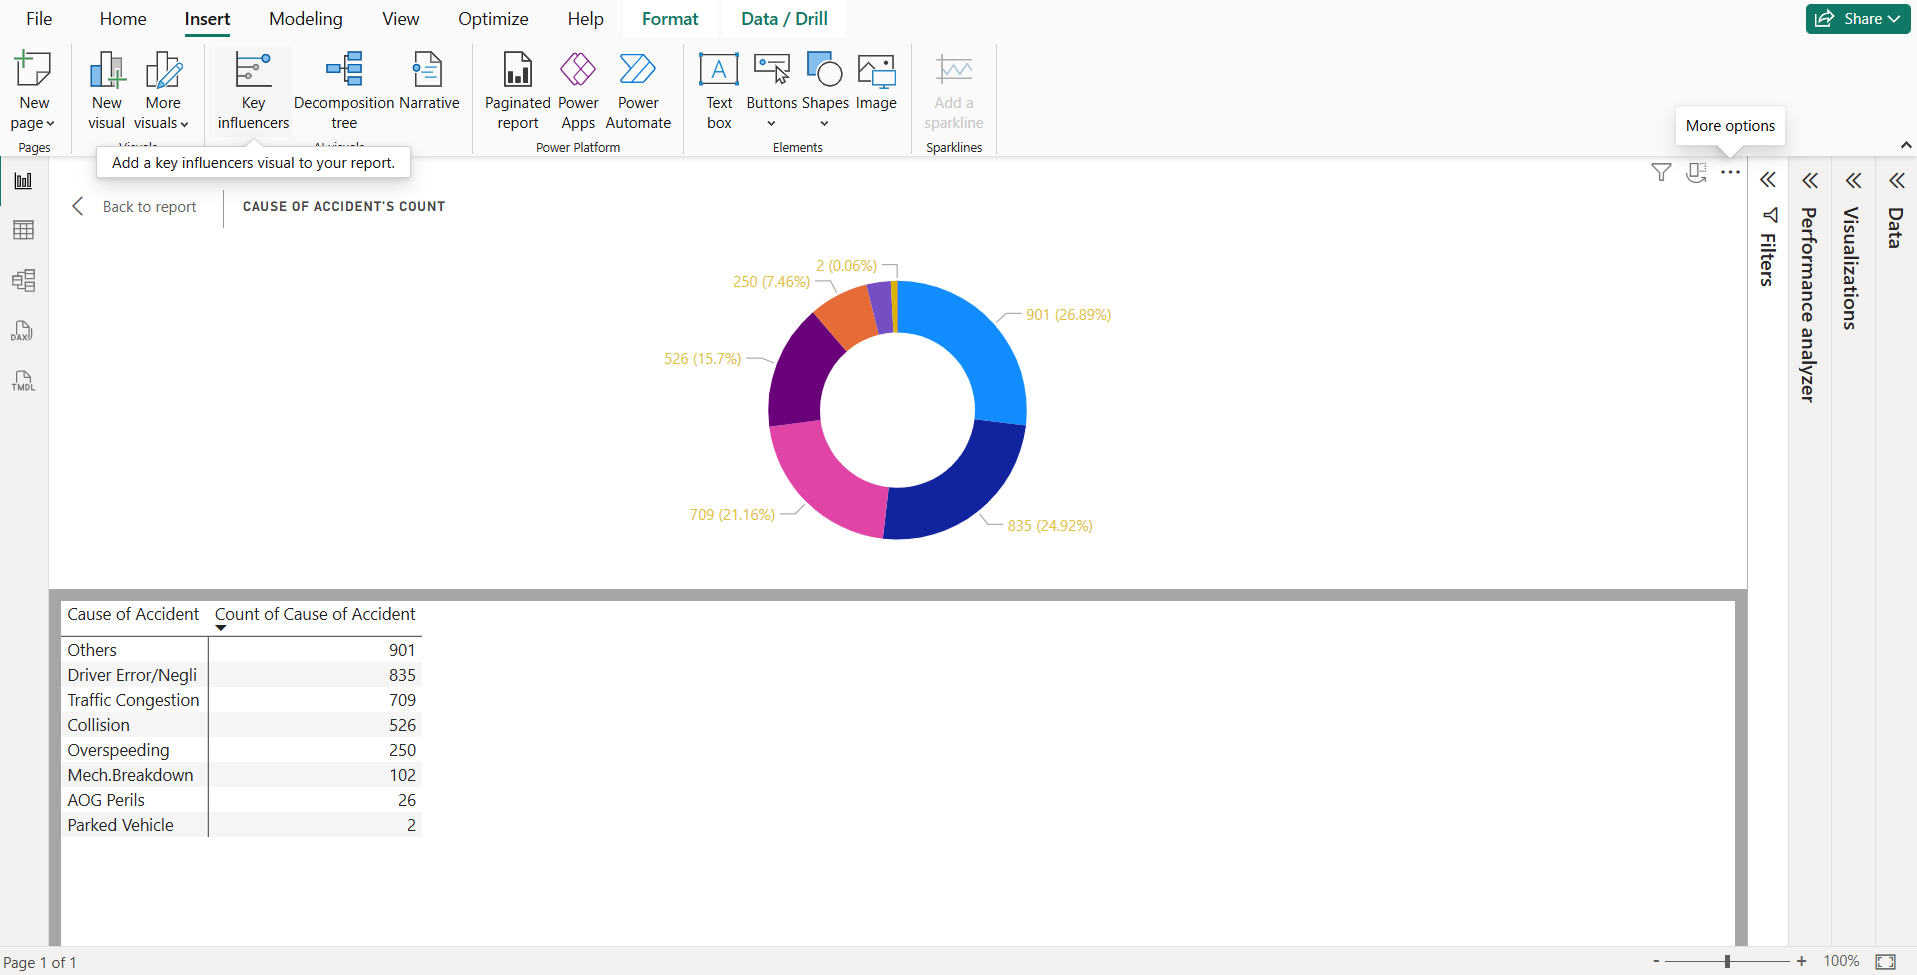 File Home Insert Modeling View Optimize Help Format Data / Drill Share
New page
New visual
More visuals
Key influencers
Decomposition tree
Narrative
Paginated report
Power Apps
Power Automate
Text box
Buttons
Shapes
Image
Add a sparkline
Pages
Power Platform
Elements
Sparklines
More options
Add a key influencers visual to your report.
Back to report
CAUSE OF ACCIDENT'S COUNT
2 (0.06%)
250 (7.46%)
901 (26.89%)
526 (15.7%)
709 (21.16%)
835 (24.92%)
Cause of Accident Count of Cause of Accident
Others 901
Driver Error/Negli 835
Traffic Congestion 709
Collision 526
Overspeeding 250
Mech.Breakdown 102
AOG Perils 26
Parked Vehicle 2
DAX
TMDL
Filters
Performance analyzer
Visualizations
Data
Page 1 of 1
- + 100%